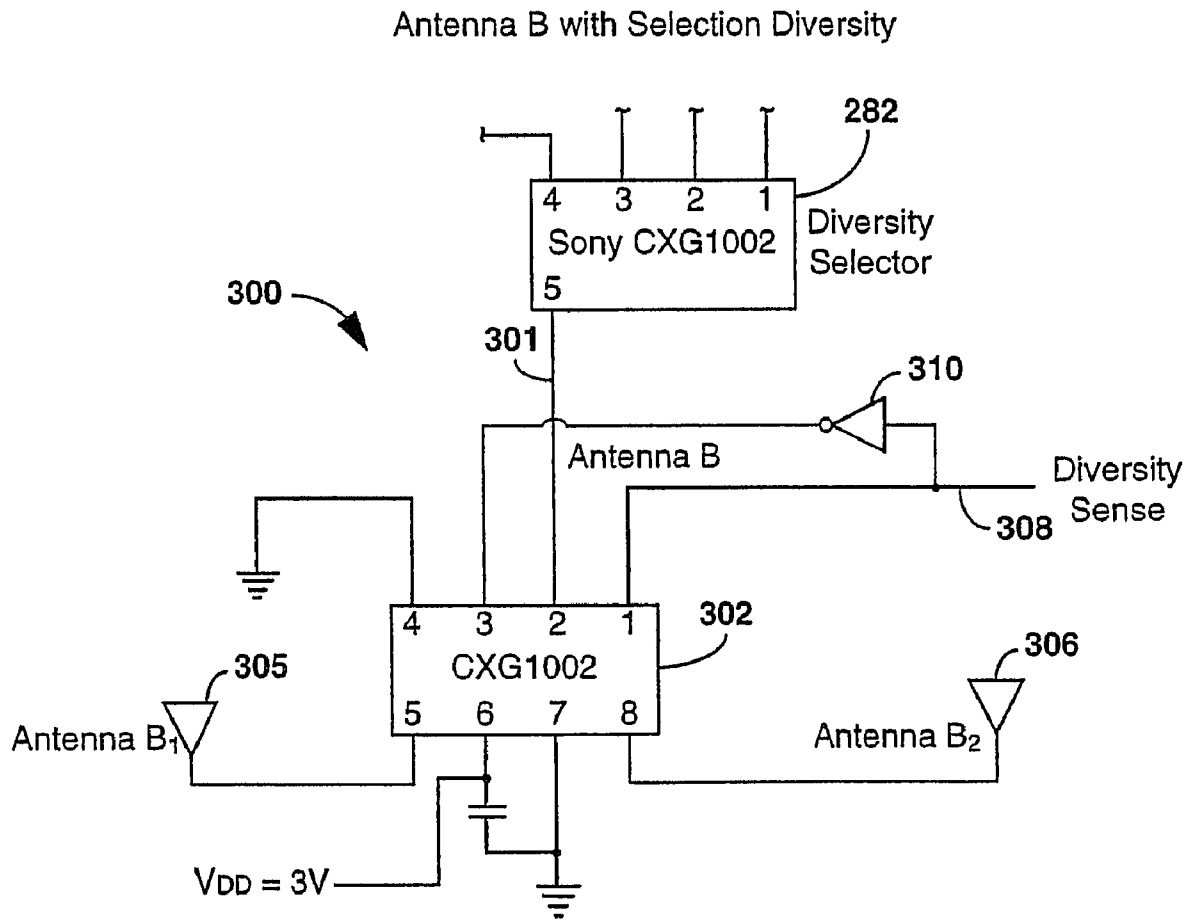 Antenna B with Selection Diversity
282
4 3 2 1
Sony CXG1002
5
Diversity
Selector
300
301
310
Antenna B
Diversity
Sense
308
4 3 2 1
302
CXG1002
5 6 7 8
305
Antenna B₁
306
Antenna B₂
VDD = 3V